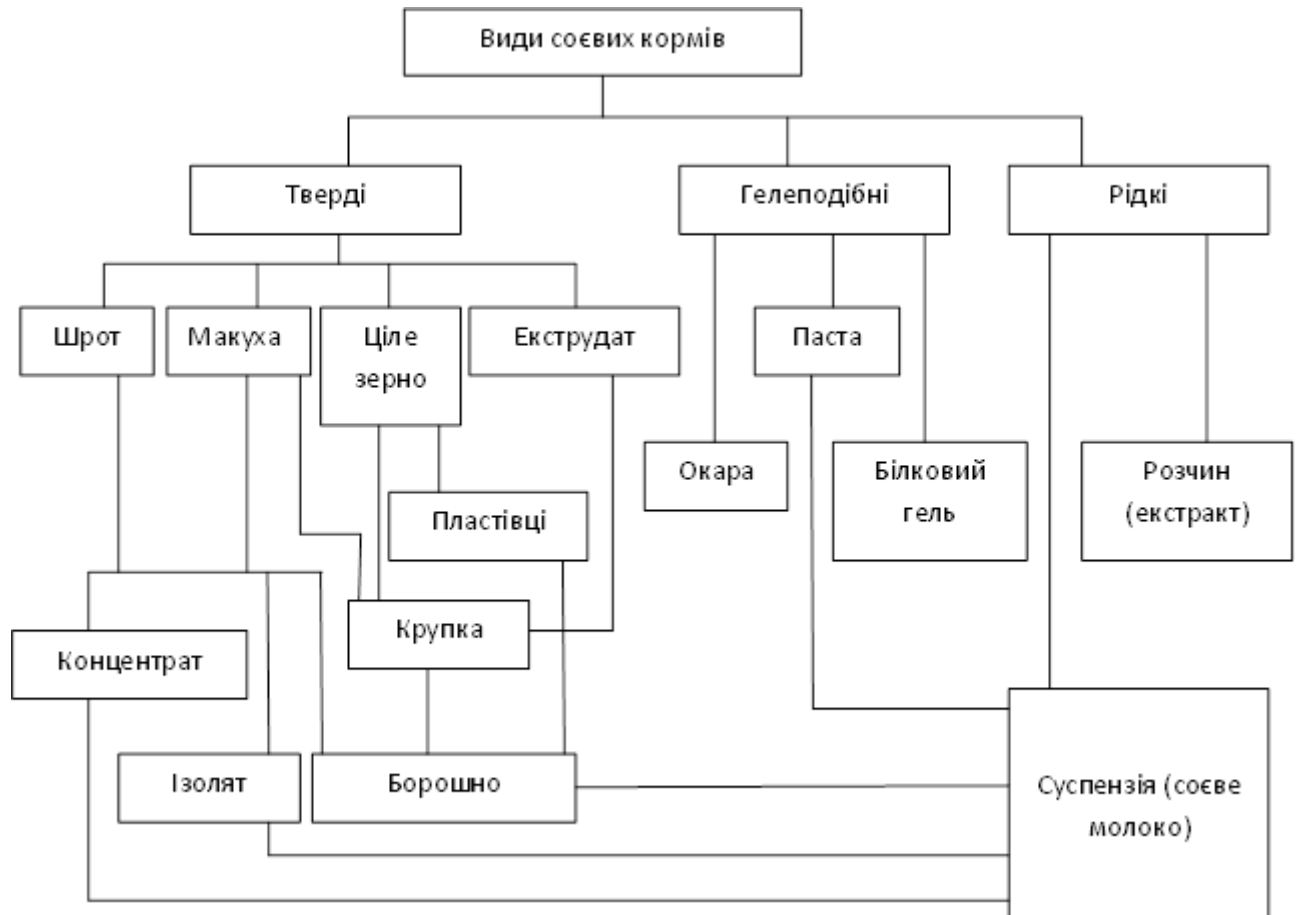 Види соєвих кормів
Тверді
Гелеподібні
Рідкі
Шрот
Макуха
Ціле
зерно
Екструдат
Паста
Окара
Білковий
гель
Розчин
(екстракт)
Пластівці
Крупка
Концентрат
Ізолят
Борошно
Суспензія (соєве
молоко)